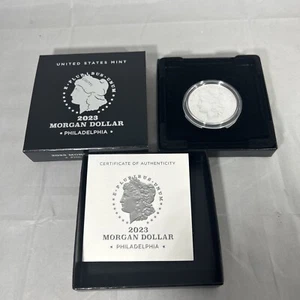 UNITED STATES MINT
E·PLURIBUS·UNUM
2023
MORGAN DOLLAR
PHILADELPHIA
CERTIFICATE OF AUTHENTICITY
E·PLURIBUS·UNUM
2023
MORGAN DOLLAR
PHILADELPHIA